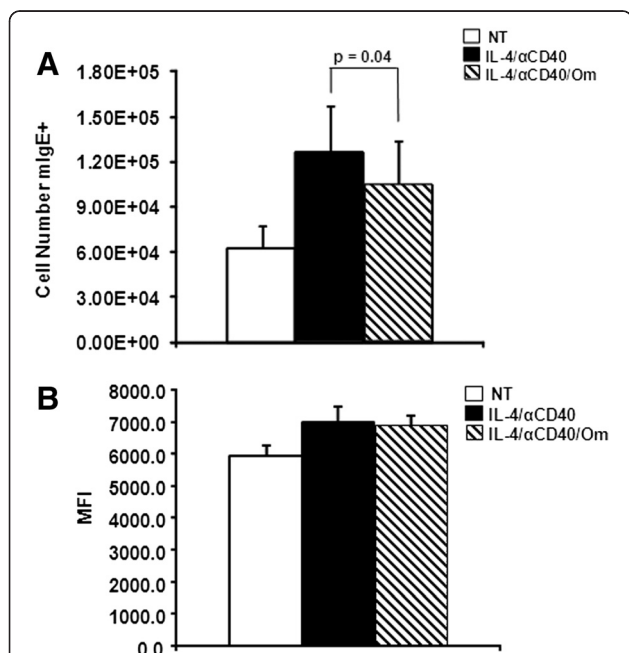 A
NT
IL-4/αCD40
IL-4/αCD40/Om
p = 0.04
Cell Number mIgE+
1.80E+05
1.50E+05
1.20E+05
9.00E+04
6.00E+04
3.00E+04
0.00E+00
B
NT
IL-4/αCD40
IL-4/αCD40/Om
MFI
8000.0
7000.0
6000.0
5000.0
4000.0
3000.0
2000.0
1000.0
0.0